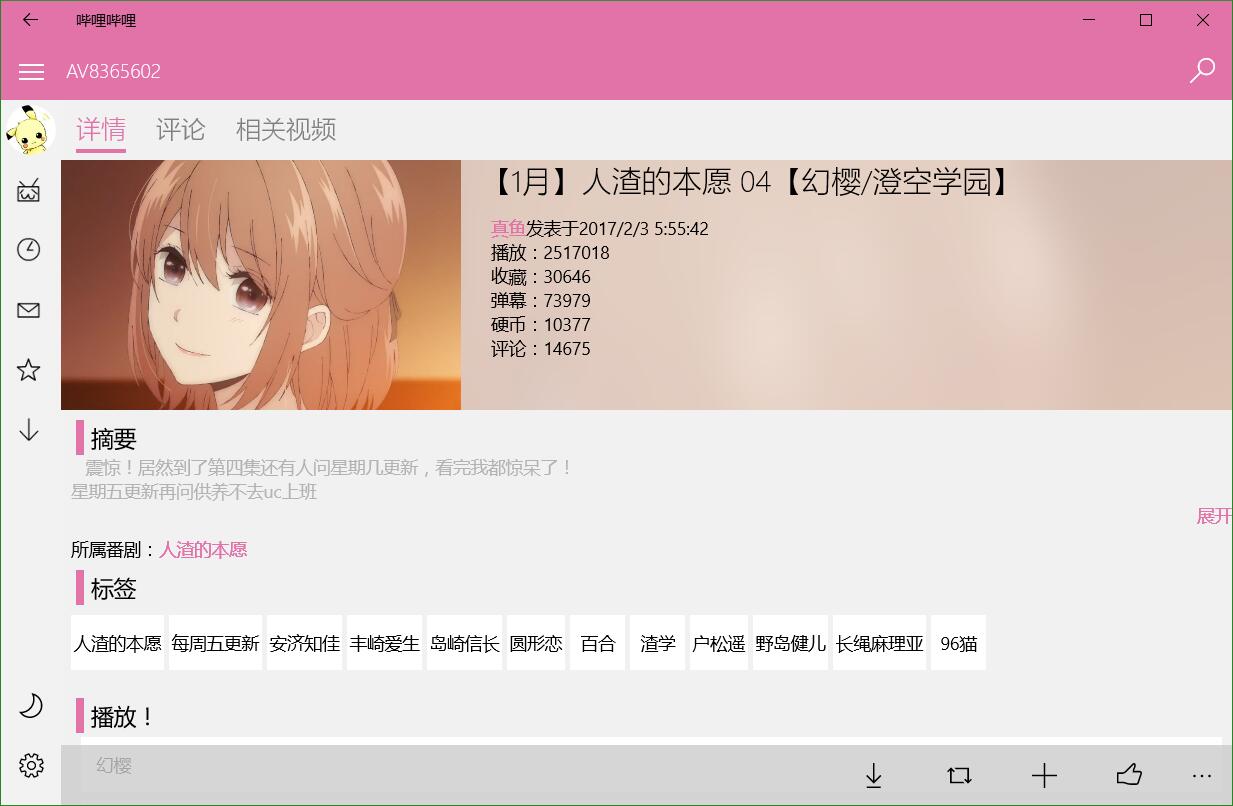 哔哩哔哩
AV8365602
详情 评论 相关视频
【1月】人渣的本愿 04【幻樱/澄空学园】
真鱼发表于2017/2/3 5:55:42
播放：2517018
收藏：30646
弹幕：73979
硬币：10377
评论：14675
摘要
震惊！居然到了第四集还有人问星期几更新，看完我都惊呆了！
星期五更新再问供养不去uc上班
展开
所属番剧：人渣的本愿
标签
人渣的本愿 每周五更新 安济知佳 丰崎爱生 岛崎信长 圆形恋 百合 渣学 户松遥 野岛健儿 长绳麻理亚 96猫
播放！
幻樱